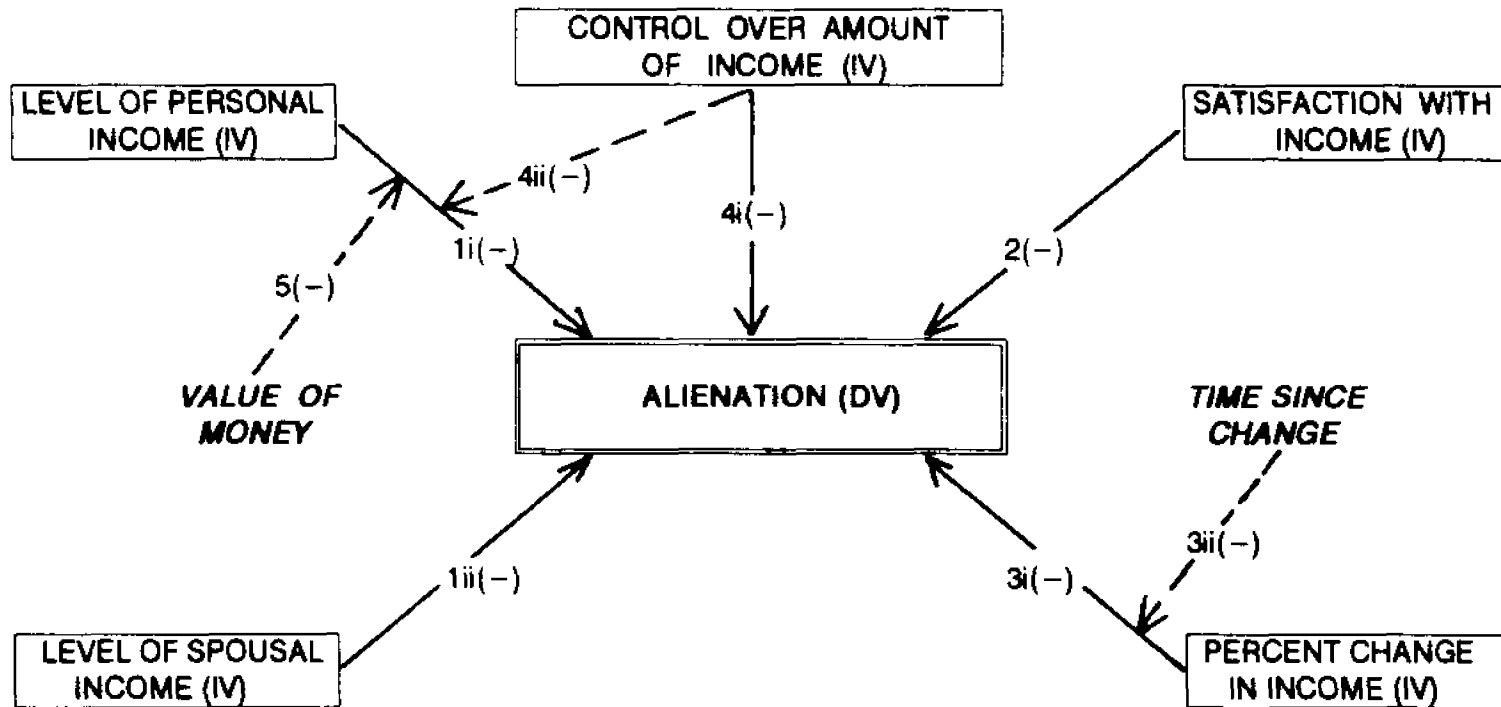 CONTROL OVER AMOUNT
OF INCOME (IV)
LEVEL OF PERSONAL
INCOME (IV)
SATISFACTION WITH
INCOME (IV)
4ii(−)
4i(−)
1i(−)
2(−)
5(−)
VALUE OF
MONEY
ALIENATION (DV)
TIME SINCE
CHANGE
3ii(−)
1ii(−)
3i(−)
LEVEL OF SPOUSAL
INCOME (IV)
PERCENT CHANGE
IN INCOME (IV)